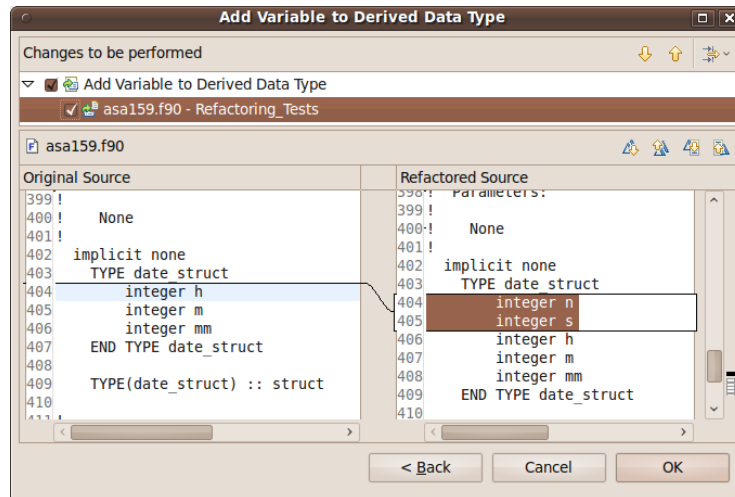 Add Variable to Derived Data Type
Changes to be performed
Add Variable to Derived Data Type
asa159.f90 - Refactoring_Tests
asa159.f90
Original Source
399 !
400 !    None
401 !
402   implicit none
403     TYPE date_struct
404         integer h
405         integer m
406         integer mm
407     END TYPE date_struct
408
409     TYPE(date_struct) :: struct
410
411 !
Refactored Source
398 !  Parameters:
399 !
400 !    None
401 !
402   implicit none
403     TYPE date_struct
404         integer n
405         integer s
406         integer h
407         integer m
408         integer mm
409     END TYPE date_struct
410
< Back
Cancel
OK